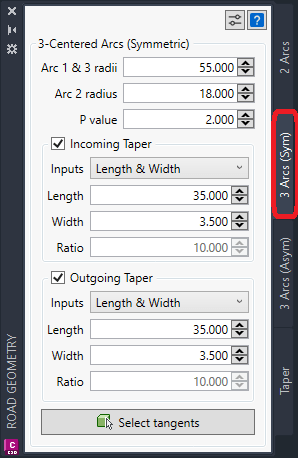 3-Centered Arcs (Symmetric)
Arc 1 & 3 radii 55.000
Arc 2 radius 18.000
P value 2.000
Incoming Taper
Inputs Length & Width
Length 35.000
Width 3.500
Ratio 10.000
Outgoing Taper
Inputs Length & Width
Length 35.000
Width 3.500
Ratio 10.000
Select tangents
2 Arcs
3 Arcs (Sym)
3 Arcs (Asym)
Taper
ROAD GEOMETRY
C
C3D